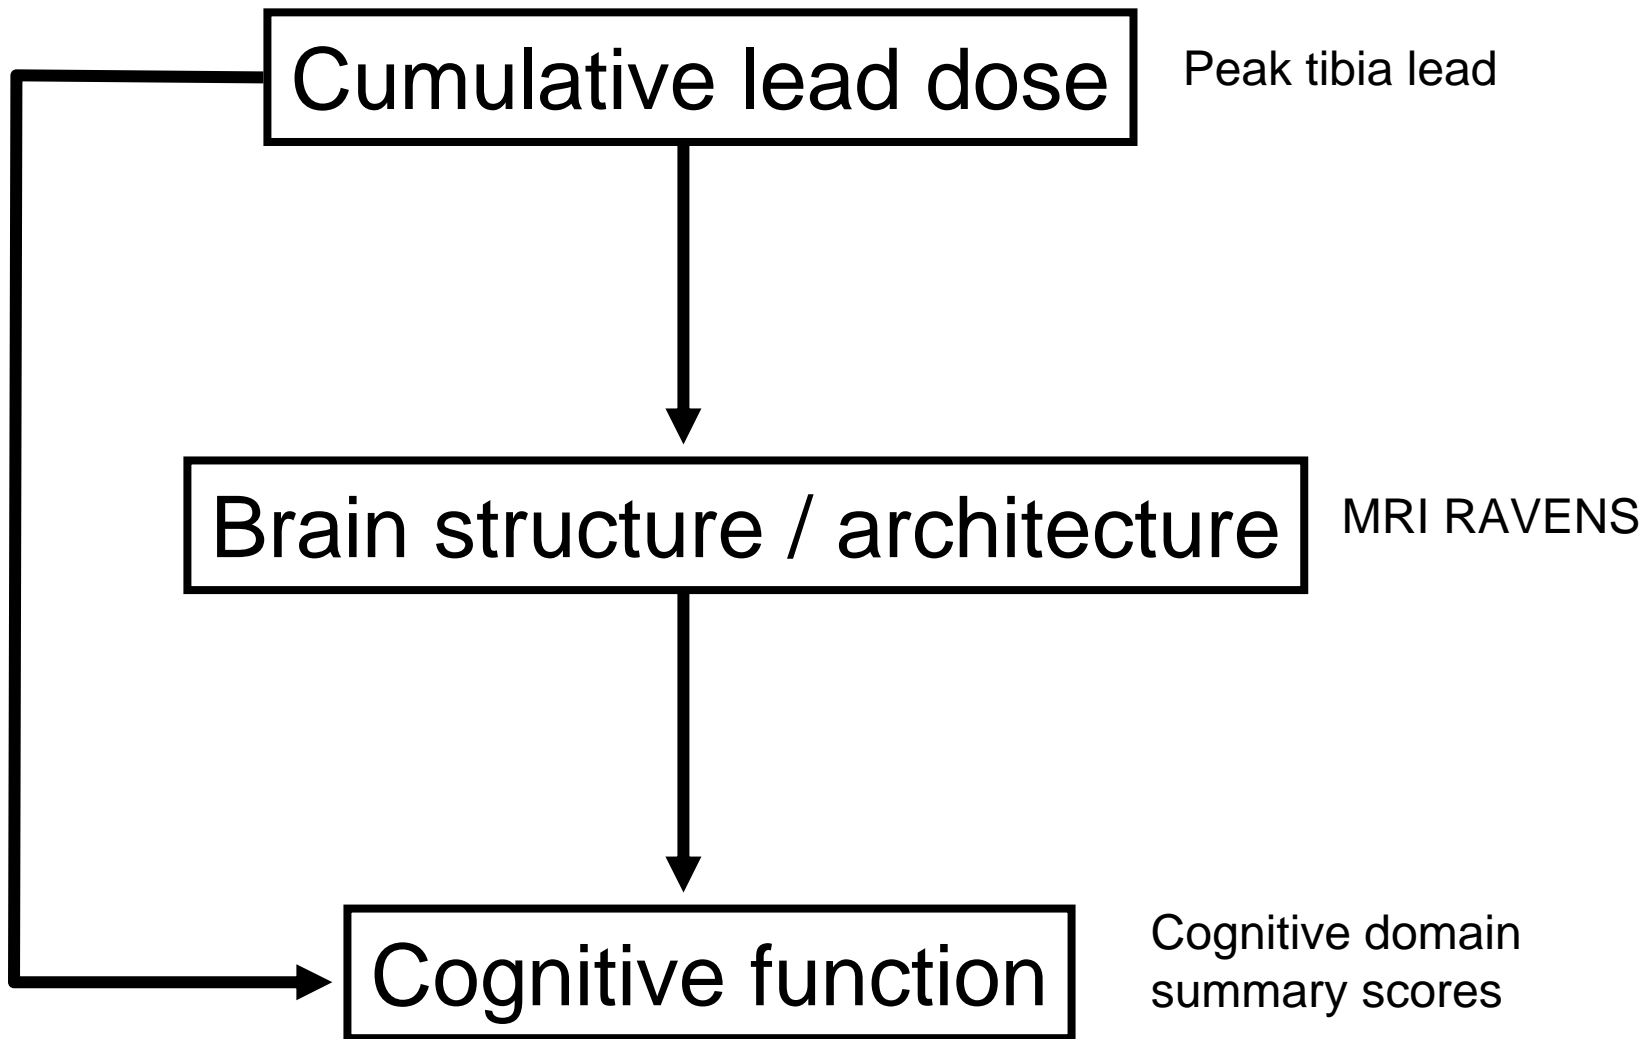 Cumulative lead dose
Peak tibia lead
Brain structure / architecture
MRI RAVENS
Cognitive function
Cognitive domain
summary scores